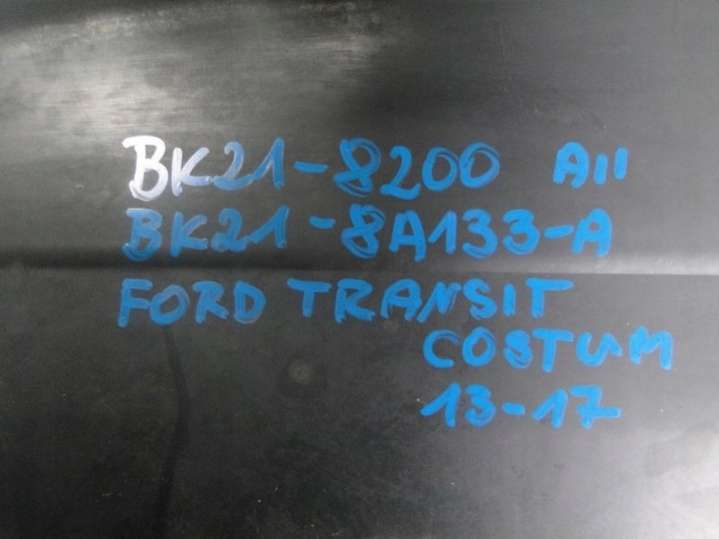 BK21-8200 A11
BK21-8A133-A
FORD TRANSIT
COSTUM
13-17